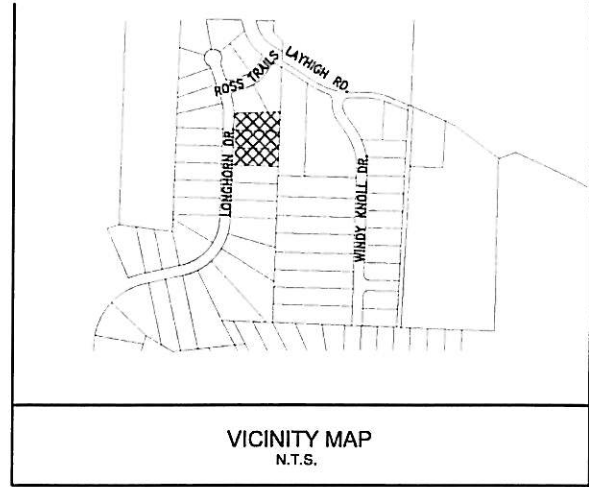 ROSS TRAILS
LAYHIGH RD.
LONGHORN DR.
WINDY KNOLL DR.
VICINITY MAP
N.T.S.